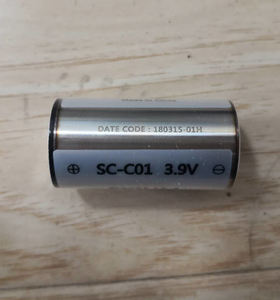 DATE CODE : 180315-01H
⊕ SC-C01 3.9V ⊖